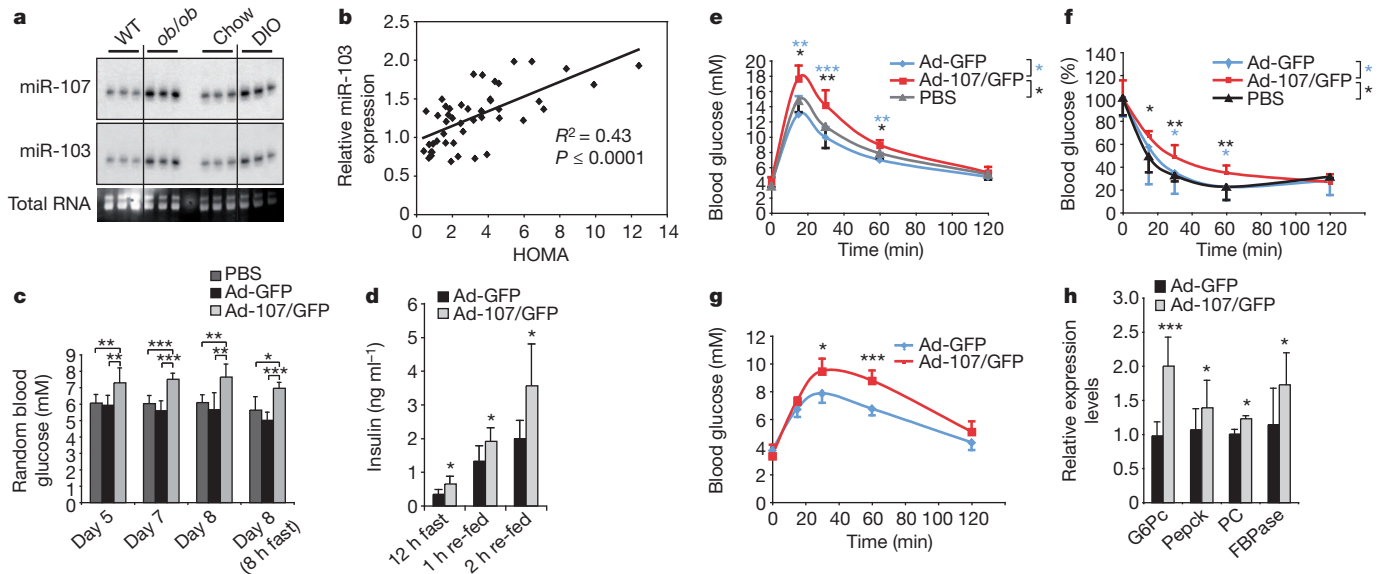 a
WT
ob/ob
Chow
DIO
miR-107
miR-103
Total RNA
b
Relative miR-103
expression
2.5
2.0
1.5
1.0
0.5
0
R² = 0.43
P ≤ 0.0001
0 2 4 6 8 10 12 14
HOMA
c
PBS
Ad-GFP
Ad-107/GFP
Random blood
glucose (mM)
9
8
7
6
5
4
3
2
1
0
** ** *** *** ** ** * ***
Day 5
Day 7
Day 8
Day 8
(8 h fast)
d
Ad-GFP
Ad-107/GFP
Insulin (ng ml⁻¹)
6
5
4
3
2
1
0
* * *
12 h fast
1 h re-fed
2 h re-fed
e
Blood glucose (mM)
20
18
16
14
12
10
8
6
4
2
0
** *
*** **
** *
Ad-GFP *
Ad-107/GFP
PBS *
0 20 40 60 80 100 120
Time (min)
f
Blood glucose (%)
140
120
100
80
60
40
20
0
*
** *
** *
Ad-GFP *
Ad-107/GFP
PBS *
0 20 40 60 80 100 120 140
Time (min)
g
Blood glucose (mM)
12
10
8
6
4
2
0
* ***
Ad-GFP
Ad-107/GFP
0 20 40 60 80 100 120
Time (min)
h
Ad-GFP
Ad-107/GFP
Relative expression
levels
3.0
2.5
2.0
1.5
1.0
0.5
0
*** * * *
G6Pc
Pepck
PC
FBPase